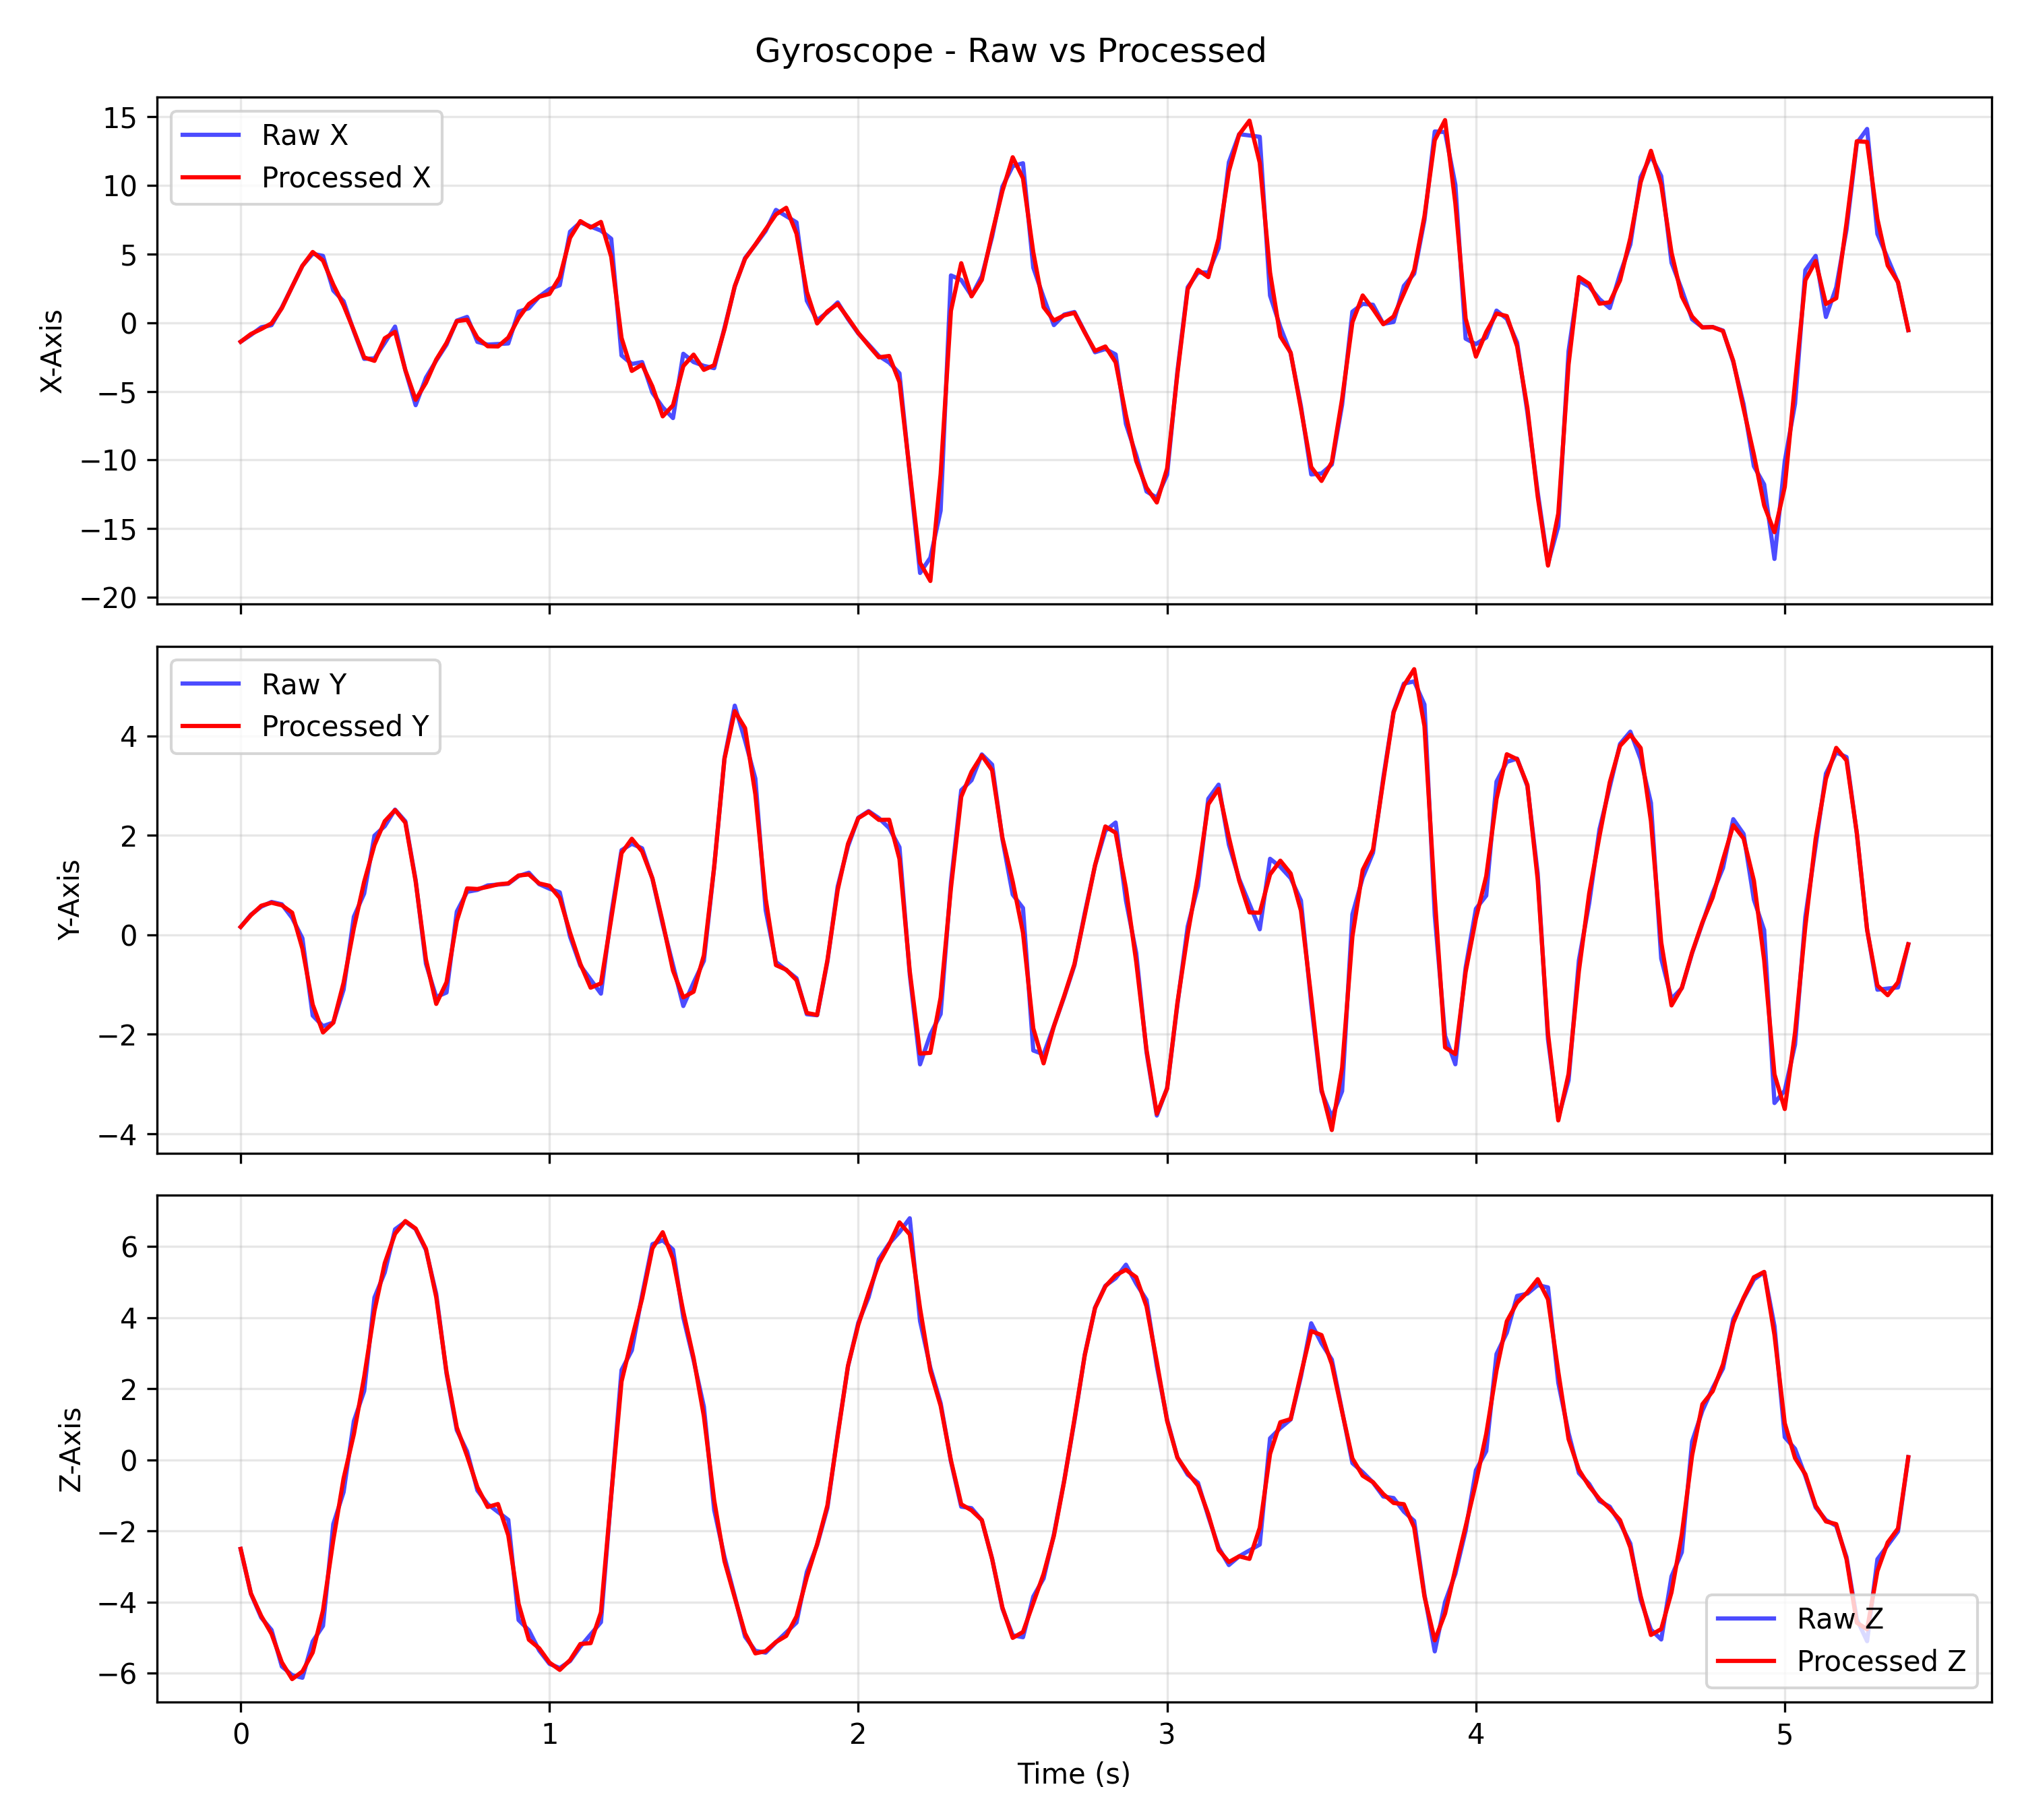 Gyroscope - Raw vs Processed
15
10
5
0
−5
−10
−15
−20
X-Axis
Raw X
Processed X
4
2
0
−2
−4
Y-Axis
Raw Y
Processed Y
6
4
2
0
−2
−4
−6
Z-Axis
Raw Z
Processed Z
0 1 2 3 4 5
Time (s)